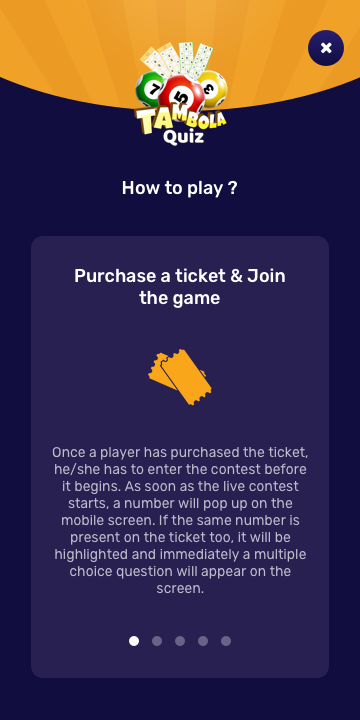 7
5
3
TAMBOLA
Quiz
How to play ?
Purchase a ticket & Join
the game
Once a player has purchased the ticket,
he/she has to enter the contest before
it begins. As soon as the live contest
starts, a number will pop up on the
mobile screen. If the same number is
present on the ticket too, it will be
highlighted and immediately a multiple
choice question will appear on the
screen.